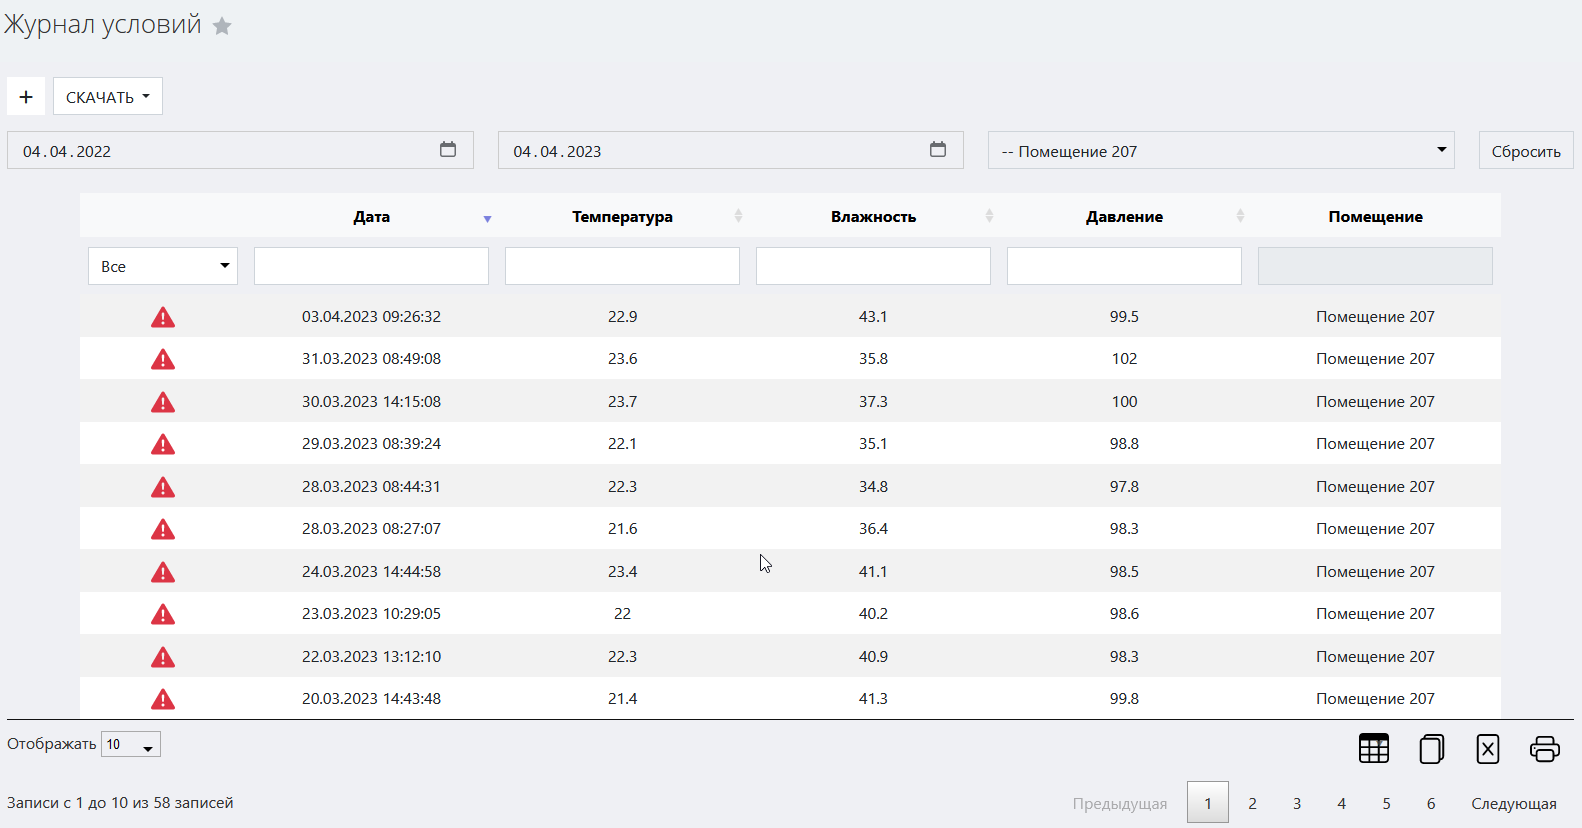 Журнал условий
+ СКАЧАТЬ
04.04.2022 04.04.2023 -- Помещение 207 Сбросить
Дата Температура Влажность Давление Помещение
Все
03.04.2023 09:26:32 22.9 43.1 99.5 Помещение 207
31.03.2023 08:49:08 23.6 35.8 102 Помещение 207
30.03.2023 14:15:08 23.7 37.3 100 Помещение 207
29.03.2023 08:39:24 22.1 35.1 98.8 Помещение 207
28.03.2023 08:44:31 22.3 34.8 97.8 Помещение 207
28.03.2023 08:27:07 21.6 36.4 98.3 Помещение 207
24.03.2023 14:44:58 23.4 41.1 98.5 Помещение 207
23.03.2023 10:29:05 22 40.2 98.6 Помещение 207
22.03.2023 13:12:10 22.3 40.9 98.3 Помещение 207
20.03.2023 14:43:48 21.4 41.3 99.8 Помещение 207
Отображать 10
Записи с 1 до 10 из 58 записей Предыдущая 1 2 3 4 5 6 Следующая